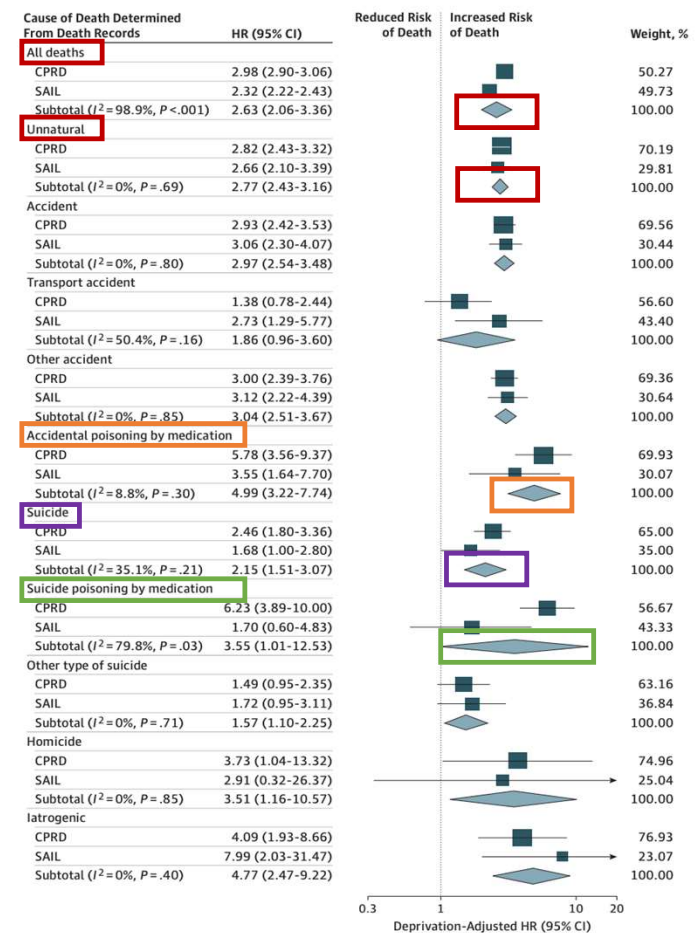 Cause of Death Determined From Death Records HR (95% CI) Reduced Risk of Death Increased Risk of Death Weight, %
All deaths
CPRD 2.98 (2.90-3.06) 50.27
SAIL 2.32 (2.22-2.43) 49.73
Subtotal (I2 = 98.9%, P <.001) 2.63 (2.06-3.36) 100.00
Unnatural
CPRD 2.82 (2.43-3.32) 70.19
SAIL 2.66 (2.10-3.39) 29.81
Subtotal (I2 = 0%, P = .69) 2.77 (2.43-3.16) 100.00
Accident
CPRD 2.93 (2.42-3.53) 69.56
SAIL 3.06 (2.30-4.07) 30.44
Subtotal (I2 = 0%, P = .80) 2.97 (2.54-3.48) 100.00
Transport accident
CPRD 1.38 (0.78-2.44) 56.60
SAIL 2.73 (1.29-5.77) 43.40
Subtotal (I2 = 50.4%, P = .16) 1.86 (0.96-3.60) 100.00
Other accident
CPRD 3.00 (2.39-3.76) 69.36
SAIL 3.12 (2.22-4.39) 30.64
Subtotal (I2 = 0%, P = .85) 3.04 (2.51-3.67) 100.00
Accidental poisoning by medication
CPRD 5.78 (3.56-9.37) 69.93
SAIL 3.55 (1.64-7.70) 30.07
Subtotal (I2 = 8.8%, P = .30) 4.99 (3.22-7.74) 100.00
Suicide
CPRD 2.46 (1.80-3.36) 65.00
SAIL 1.68 (1.00-2.80) 35.00
Subtotal (I2 = 35.1%, P = .21) 2.15 (1.51-3.07) 100.00
Suicide poisoning by medication
CPRD 6.23 (3.89-10.00) 56.67
SAIL 1.70 (0.60-4.83) 43.33
Subtotal (I2 = 79.8%, P = .03) 3.55 (1.01-12.53) 100.00
Other type of suicide
CPRD 1.49 (0.95-2.35) 63.16
SAIL 1.72 (0.95-3.11) 36.84
Subtotal (I2 = 0%, P = .71) 1.57 (1.10-2.25) 100.00
Homicide
CPRD 3.73 (1.04-13.32) 74.96
SAIL 2.91 (0.32-26.37) 25.04
Subtotal (I2 = 0%, P = .85) 3.51 (1.16-10.57) 100.00
Iatrogenic
CPRD 4.09 (1.93-8.66) 76.93
SAIL 7.99 (2.03-31.47) 23.07
Subtotal (I2 = 0%, P = .40) 4.77 (2.47-9.22) 100.00
0.3 1 10 20
Deprivation-Adjusted HR (95% CI)